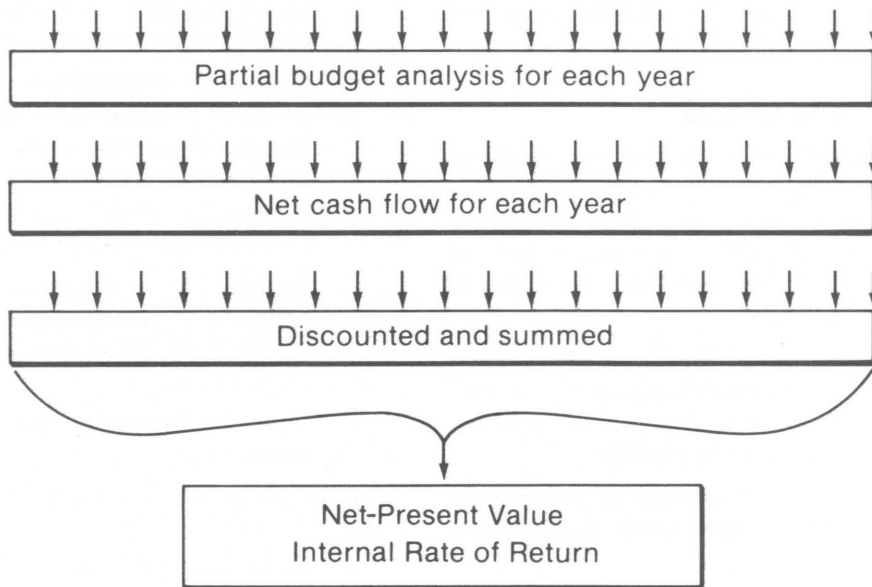 Partial budget analysis for each year
Net cash flow for each year
Discounted and summed
Net-Present Value
Internal Rate of Return